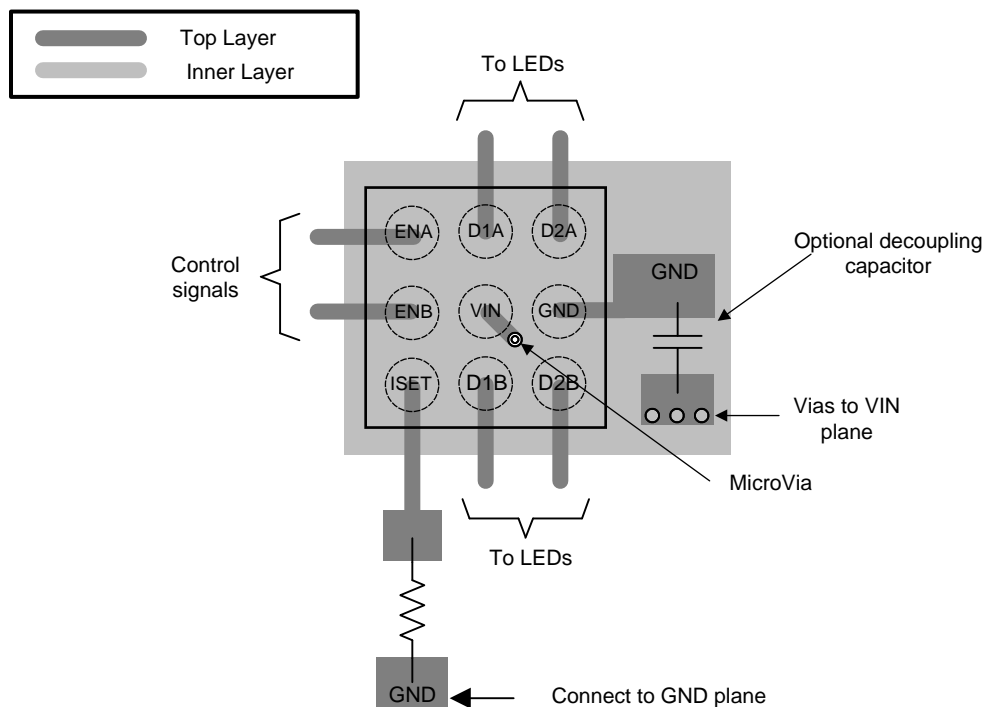 Top Layer
Inner Layer
To LEDs
ENA
D1A
D2A
Control
signals
GND
Optional decoupling
capacitor
ENB
VIN
GND
ISET
D1B
D2B
Vias to VIN
plane
MicroVia
To LEDs
GND
Connect to GND plane